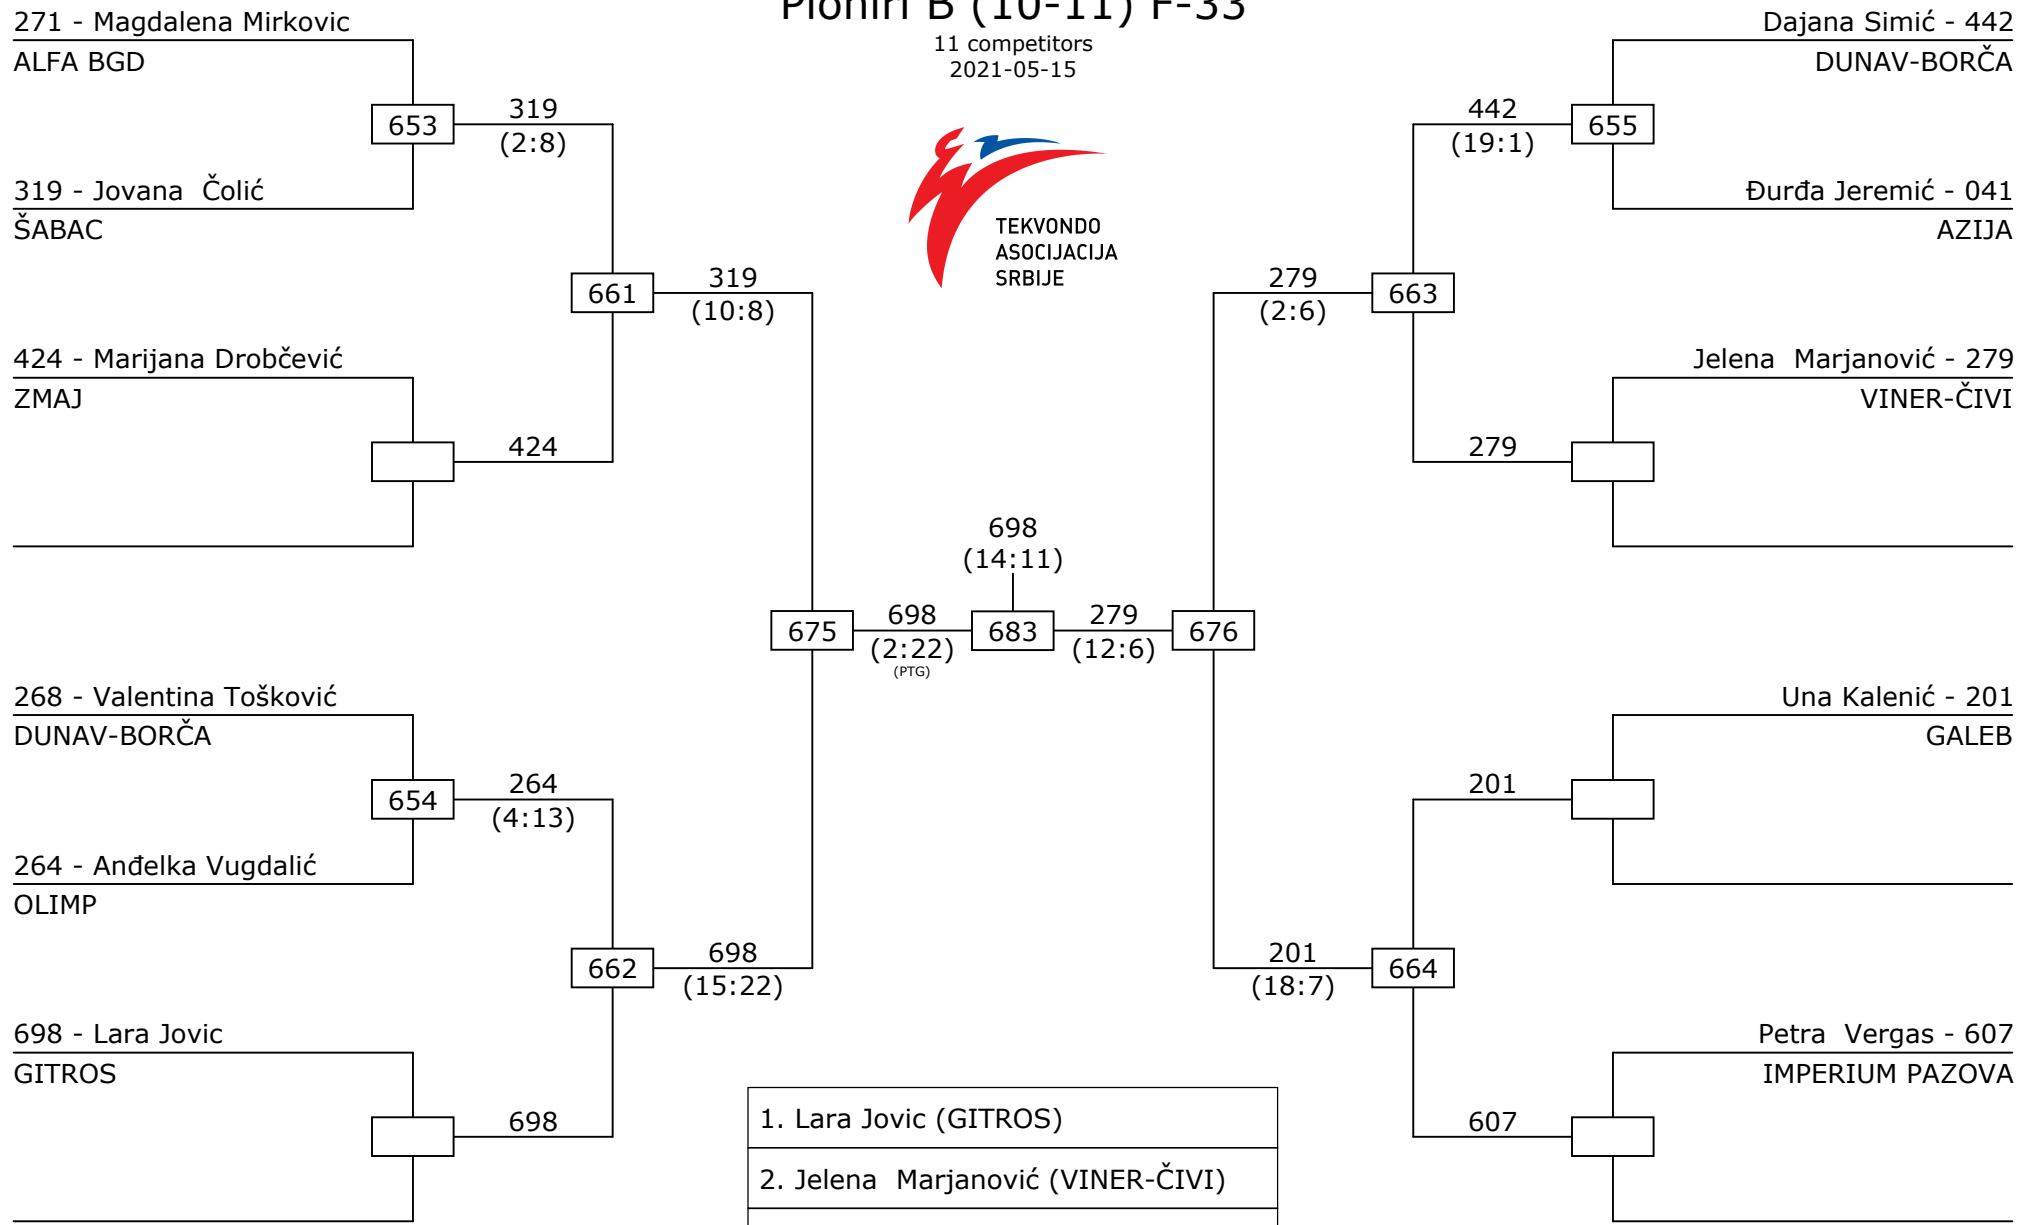 Pioniri B (10-11) F-33
11 competitors
2021-05-15
TEKVONDO
ASOCIJACIJA
SRBIJE
271 - Magdalena Mirkovic
ALFA BGD
653
319
(2:8)
319 - Jovana  Čolić
ŠABAC
661
319
(10:8)
424 - Marijana Drobčević
ZMAJ
424
268 - Valentina Tošković
DUNAV-BORČA
654
264
(4:13)
264 - Anđelka Vugdalić
OLIMP
662
698
(15:22)
698 - Lara Jovic
GITROS
698
675
698
(2:22)
(PTG)
698
(14:11)
683
279
(12:6)
676
Dajana Simić - 442
DUNAV-BORČA
442
(19:1)
655
Đurđa Jeremić - 041
AZIJA
279
(2:6)
663
Jelena  Marjanović - 279
VINER-ČIVI
279
Una Kalenić - 201
GALEB
201
201
(18:7)
664
Petra  Vergas - 607
IMPERIUM PAZOVA
607
1. Lara Jovic (GITROS)
2. Jelena  Marjanović (VINER-ČIVI)